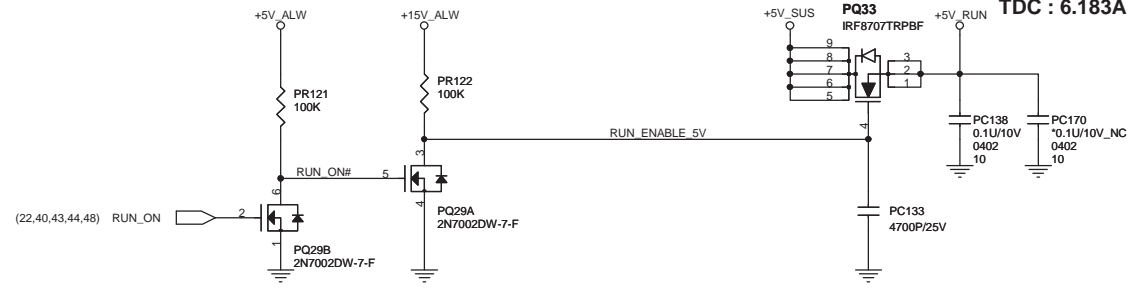 +5V_ALW
+15V_ALW
+5V_SUS
PQ33
IRF8707TRPBF
+5V_RUN
TDC : 6.183A
9
8
7
6
5
3
2
1
4
PR121
100K
PR122
100K
RUN_ENABLE_5V
PC138
0.1U/10V
0402
10
PC170
*0.1U/10V_NC
0402
10
RUN_ON#
5
3
4
PQ29A
2N7002DW-7-F
6
(22,40,43,44,48) RUN_ON
2
1
PQ29B
2N7002DW-7-F
PC133
4700P/25V